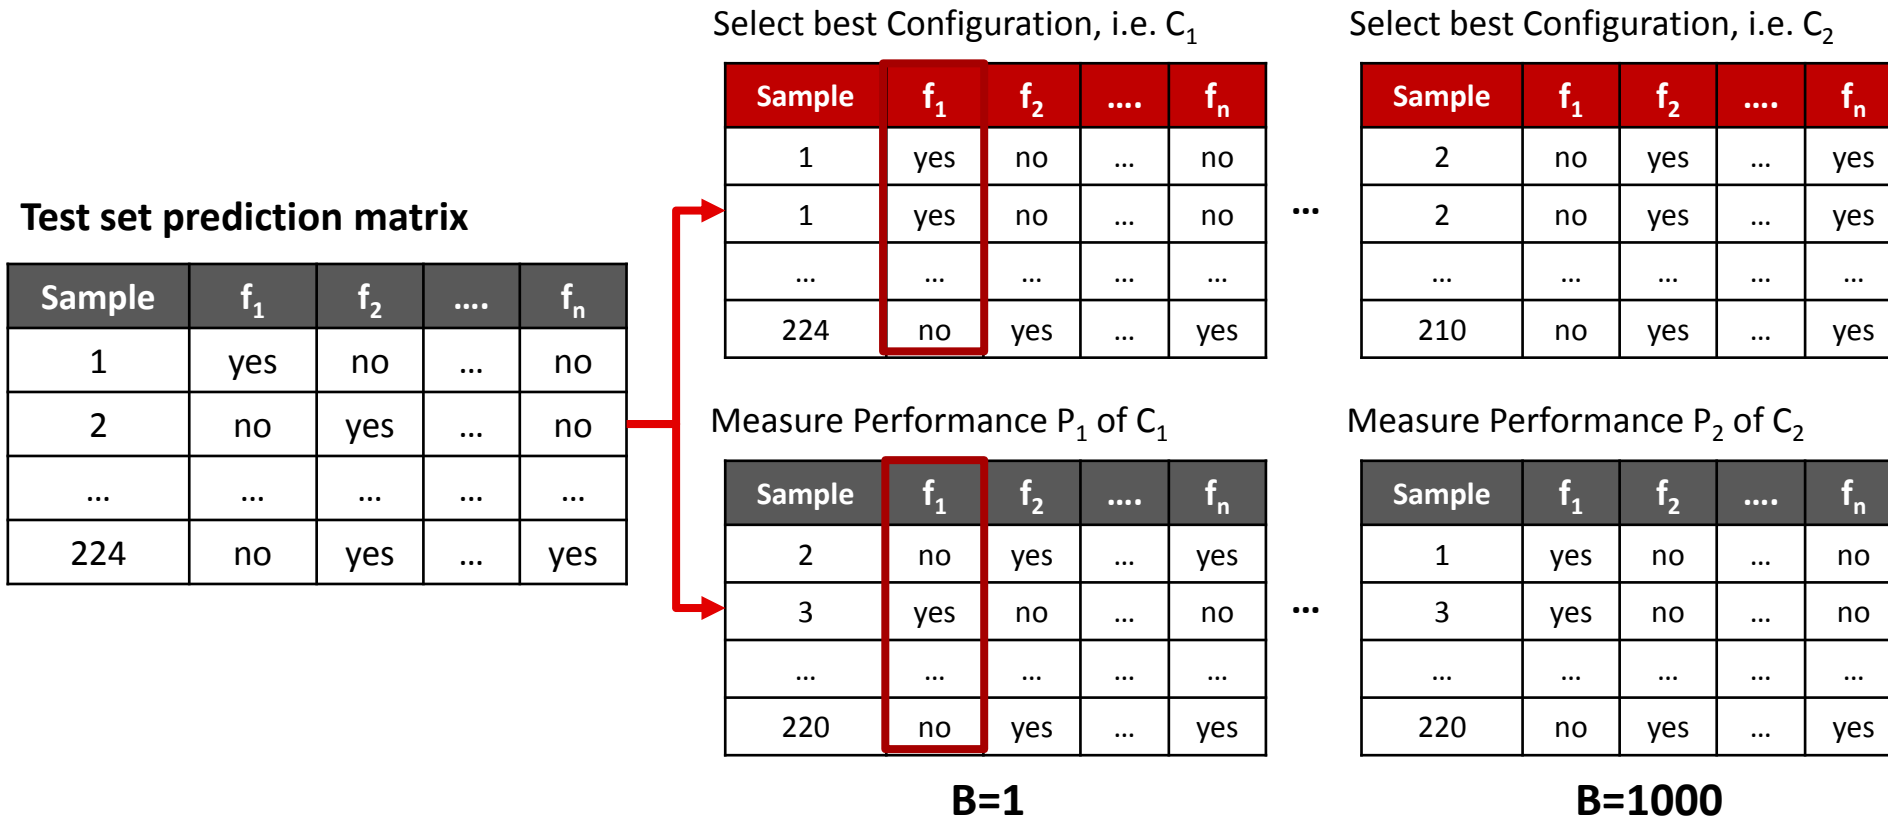 Select best Configuration, i.e. C1
Sample f1 f2 .... fn
1 yes no ... no
1 yes no ... no
... ... ... ... ...
224 no yes ... yes
Select best Configuration, i.e. C2
Sample f1 f2 .... fn
2 no yes ... yes
2 no yes ... yes
... ... ... ... ...
210 no yes ... yes
...
Test set prediction matrix
Sample f1 f2 .... fn
1 yes no ... no
2 no yes ... no
... ... ... ... ...
224 no yes ... yes
Measure Performance P1 of C1
Sample f1 f2 .... fn
2 no yes ... yes
3 yes no ... no
... ... ... ... ...
220 no yes ... yes
B=1
...
Measure Performance P2 of C2
Sample f1 f2 .... fn
1 yes no ... no
3 yes no ... no
... ... ... ... ...
220 no yes ... yes
B=1000